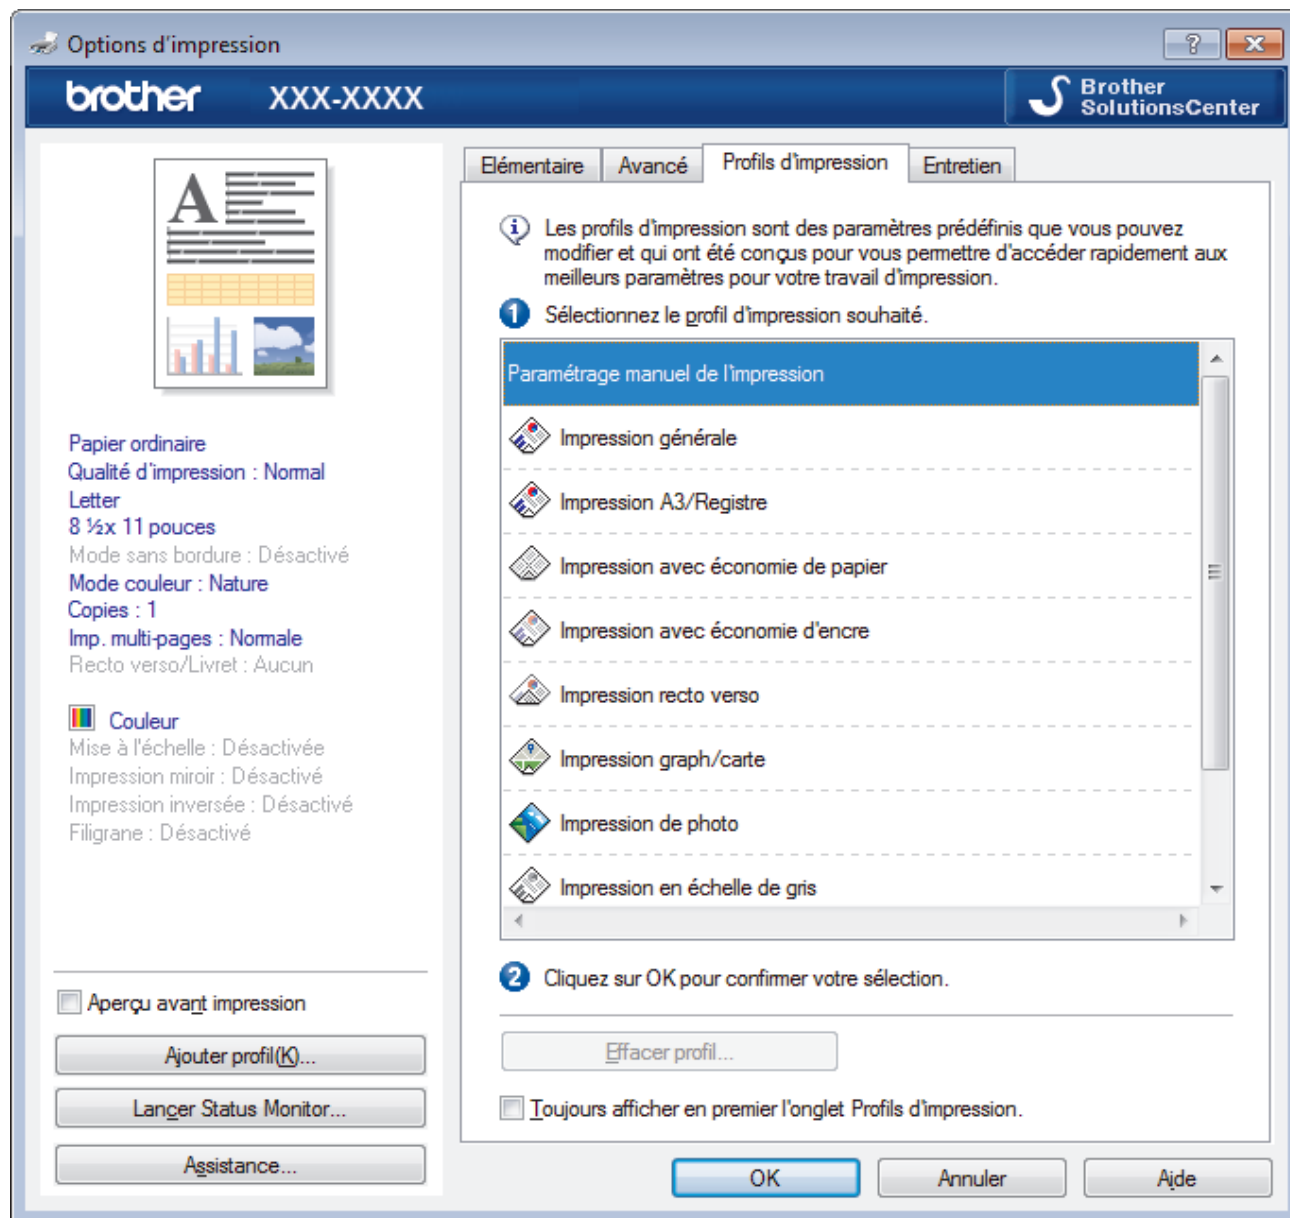 Options d'impression
brother XXX-XXXX
Brother
SolutionsCenter
Elémentaire Avancé Profils d'impression Entretien
A
Les profils d'impression sont des paramètres prédéfinis que vous pouvez
modifier et qui ont été conçus pour vous permettre d'accéder rapidement aux
meilleurs paramètres pour votre travail d'impression.
1 Sélectionnez le profil d'impression souhaité.
Paramétrage manuel de l'impression
Impression générale
Impression A3/Registre
Impression avec économie de papier
Impression avec économie d'encre
Impression recto verso
Impression graph/carte
Impression de photo
Impression en échelle de gris
2 Cliquez sur OK pour confirmer votre sélection.
Effacer profil...
Toujours afficher en premier l'onglet Profils d'impression.
Papier ordinaire
Qualité d'impression : Normal
Letter
8 ½x 11 pouces
Mode sans bordure : Désactivé
Mode couleur : Nature
Copies : 1
Imp. multi-pages : Normale
Recto verso/Livret : Aucun
Couleur
Mise à l'échelle : Désactivée
Impression miroir : Désactivé
Impression inversée : Désactivé
Filigrane : Désactivé
Aperçu avant impression
Ajouter profil(K)...
Lancer Status Monitor...
Assistance...
OK Annuler Aide